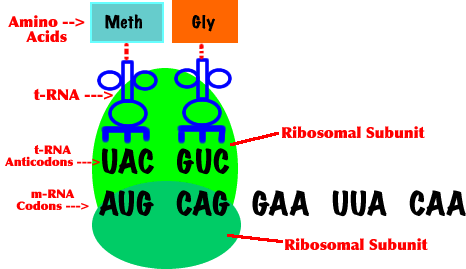 Amino --> Meth Gly
Acids
t-RNA --->
Ribosomal Subunit
t-RNA
Anticodons ---> UAC GUC
m-RNA
Codons ---> AUG CAG GAA UUA CAA
Ribosomal Subunit